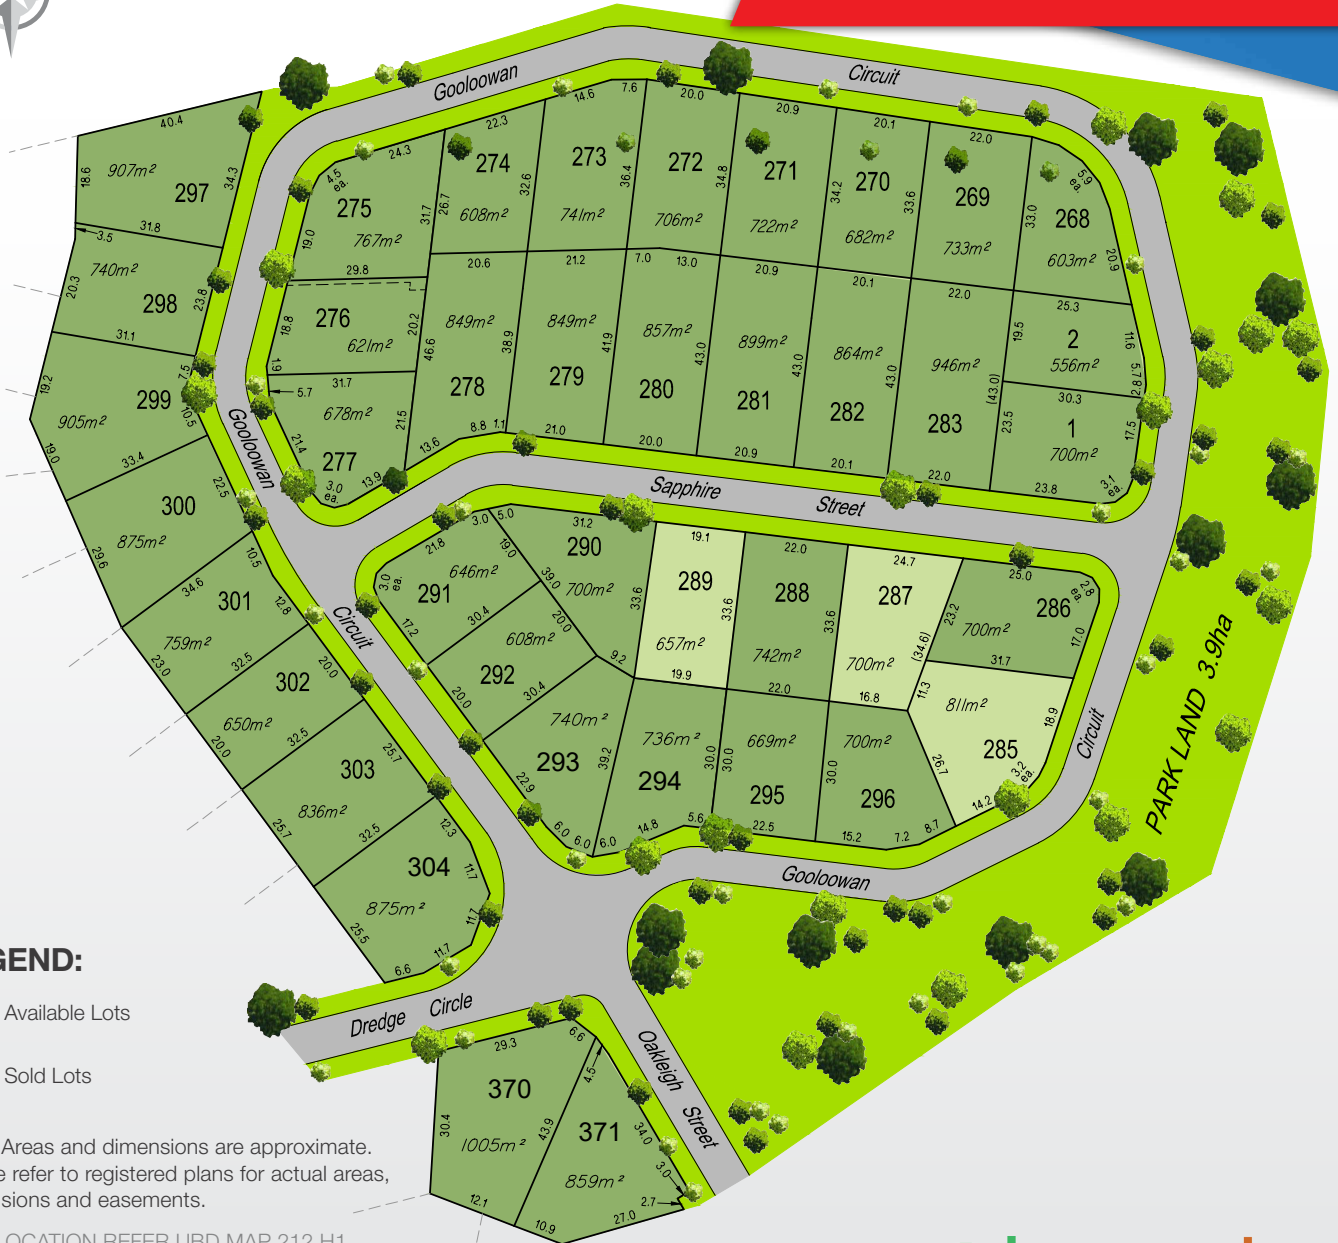 Gooloowan
Circuit
40.4
907m²
18.6
297
34.3
31.8
3.5
740m²
20.3
298
23.8
31.1
19.2
299
7.5
905m²
10.5
19.0
33.4
22.5
300
875m²
29.6
34.6
10.5
301
12.8
759m²
23.0
32.5
20.0
302
650m²
20.0
32.5
25.7
303
836m²
25.7
32.5
12.3
304
11.7
875m²
11.7
25.5
11.7
6.6
24.3
4.5 ea.
275
767m²
19.0
31.7
29.8
276
621m²
18.8
20.2
1.9
31.7
5.7
678m²
21.5
21.4
277
3.0 ea.
13.9
22.3
274
608m²
26.7
32.6
14.6
7.6
273
741m²
36.4
20.0
272
706m²
34.8
20.9
271
722m²
34.2
20.1
270
682m²
33.6
22.0
269
733m²
33.0
5.9 ea.
268
603m²
20.9
20.6
849m²
46.6
38.9
278
13.6
8.8
1.1
21.2
849m²
41.9
279
21.0
7.0
13.0
857m²
43.0
280
20.0
20.9
899m²
43.0
281
20.9
20.1
864m²
43.0
282
20.1
22.0
946m²
(43.0)
283
22.0
25.3
19.5
2
11.6
556m²
5.7
8.2
30.3
23.5
1
17.5
700m²
3.1 ea.
23.8
Gooloowan
Circuit
Sapphire
Street
3.0
5.0
21.8
19.0
646m²
3.0 ea.
291
17.2
30.4
31.2
290
39.0
700m²
33.6
20.0
9.2
608m²
292
20.0
30.4
740m²
293
39.2
22.9
6.0
6.0
19.1
289
33.6
657m²
19.9
22.0
288
33.6
742m²
22.0
24.7
287
(34.6)
700m²
16.8
25.0
2.8 ea.
286
23.2
700m²
17.0
31.7
11.3
811m²
18.9
285
26.7
3.2 ea.
14.2
736m²
30.0
294
6.0
14.8
5.6
669m²
30.0
295
22.5
700m²
30.0
296
15.2
7.2
8.7
Circuit
Gooloowan
PARK LAND 3.9ha
Dredge Circle
Oakleigh Street
29.3
6.6
370
4.5
30.4
43.9
1005m²
12.1
371
34.0
859m²
3.0
2.7
10.9
27.0
GEND:
Available Lots
Sold Lots
Areas and dimensions are approximate.
e refer to registered plans for actual areas,
sions and easements.
OCATION REFER UBD MAP 212 H1